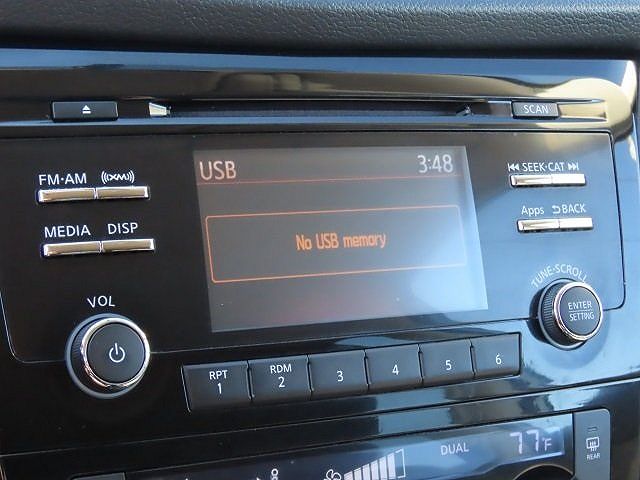 SCAN
FM·AM
((XM))
SEEK·CAT
USB
3:48
MEDIA
DISP
Apps
BACK
No USB memory
TUNE·SCROLL
VOL
ENTER
SETTING
RPT
1
RDM
2
3
4
5
6
DUAL
77°F
REAR